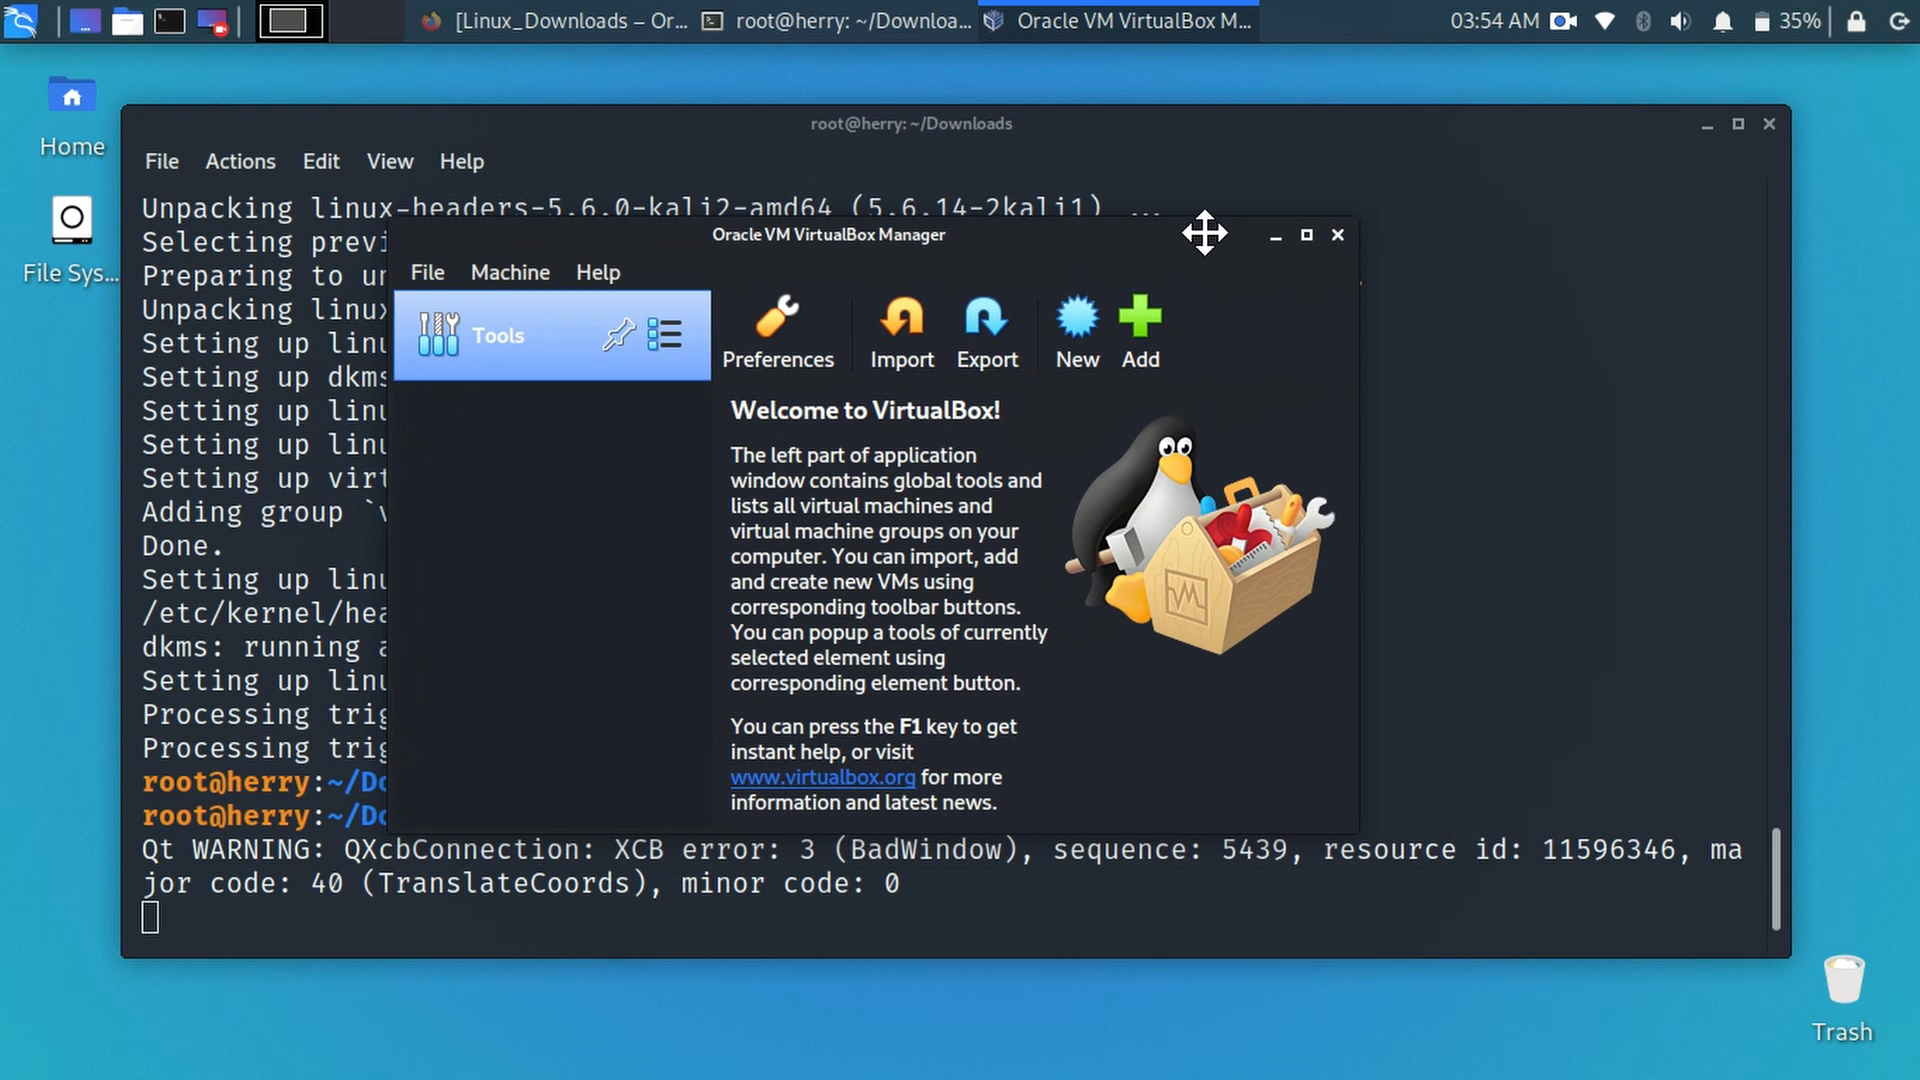 [Linux_Downloads – Or...
root@herry: ~/Downloa...
Oracle VM VirtualBox M...
03:54 AM
35%
Home
File Sys...
root@herry: ~/Downloads
File Actions Edit View Help
Unpacking linux-headers-5.6.0-kali2-amd64 (5.6.14-2kali1) ...
Selecting previ
Preparing to un
Unpacking linux
Setting up linu
Setting up dkms
Setting up linu
Setting up linu
Setting up virt
Adding group `v
Done.
Setting up linu
/etc/kernel/hea
dkms: running a
Setting up linu
Processing trig
Processing trig
root@herry:~/Do
root@herry:~/Do
Qt WARNING: QXcbConnection: XCB error: 3 (BadWindow), sequence: 5439, resource id: 11596346, ma
jor code: 40 (TranslateCoords), minor code: 0
Oracle VM VirtualBox Manager
File Machine Help
Tools
Preferences
Import
Export
New
Add
Welcome to VirtualBox!
The left part of application
window contains global tools and
lists all virtual machines and
virtual machine groups on your
computer. You can import, add
and create new VMs using
corresponding toolbar buttons.
You can popup a tools of currently
selected element using
corresponding element button.
You can press the F1 key to get
instant help, or visit
www.virtualbox.org for more
information and latest news.
Trash